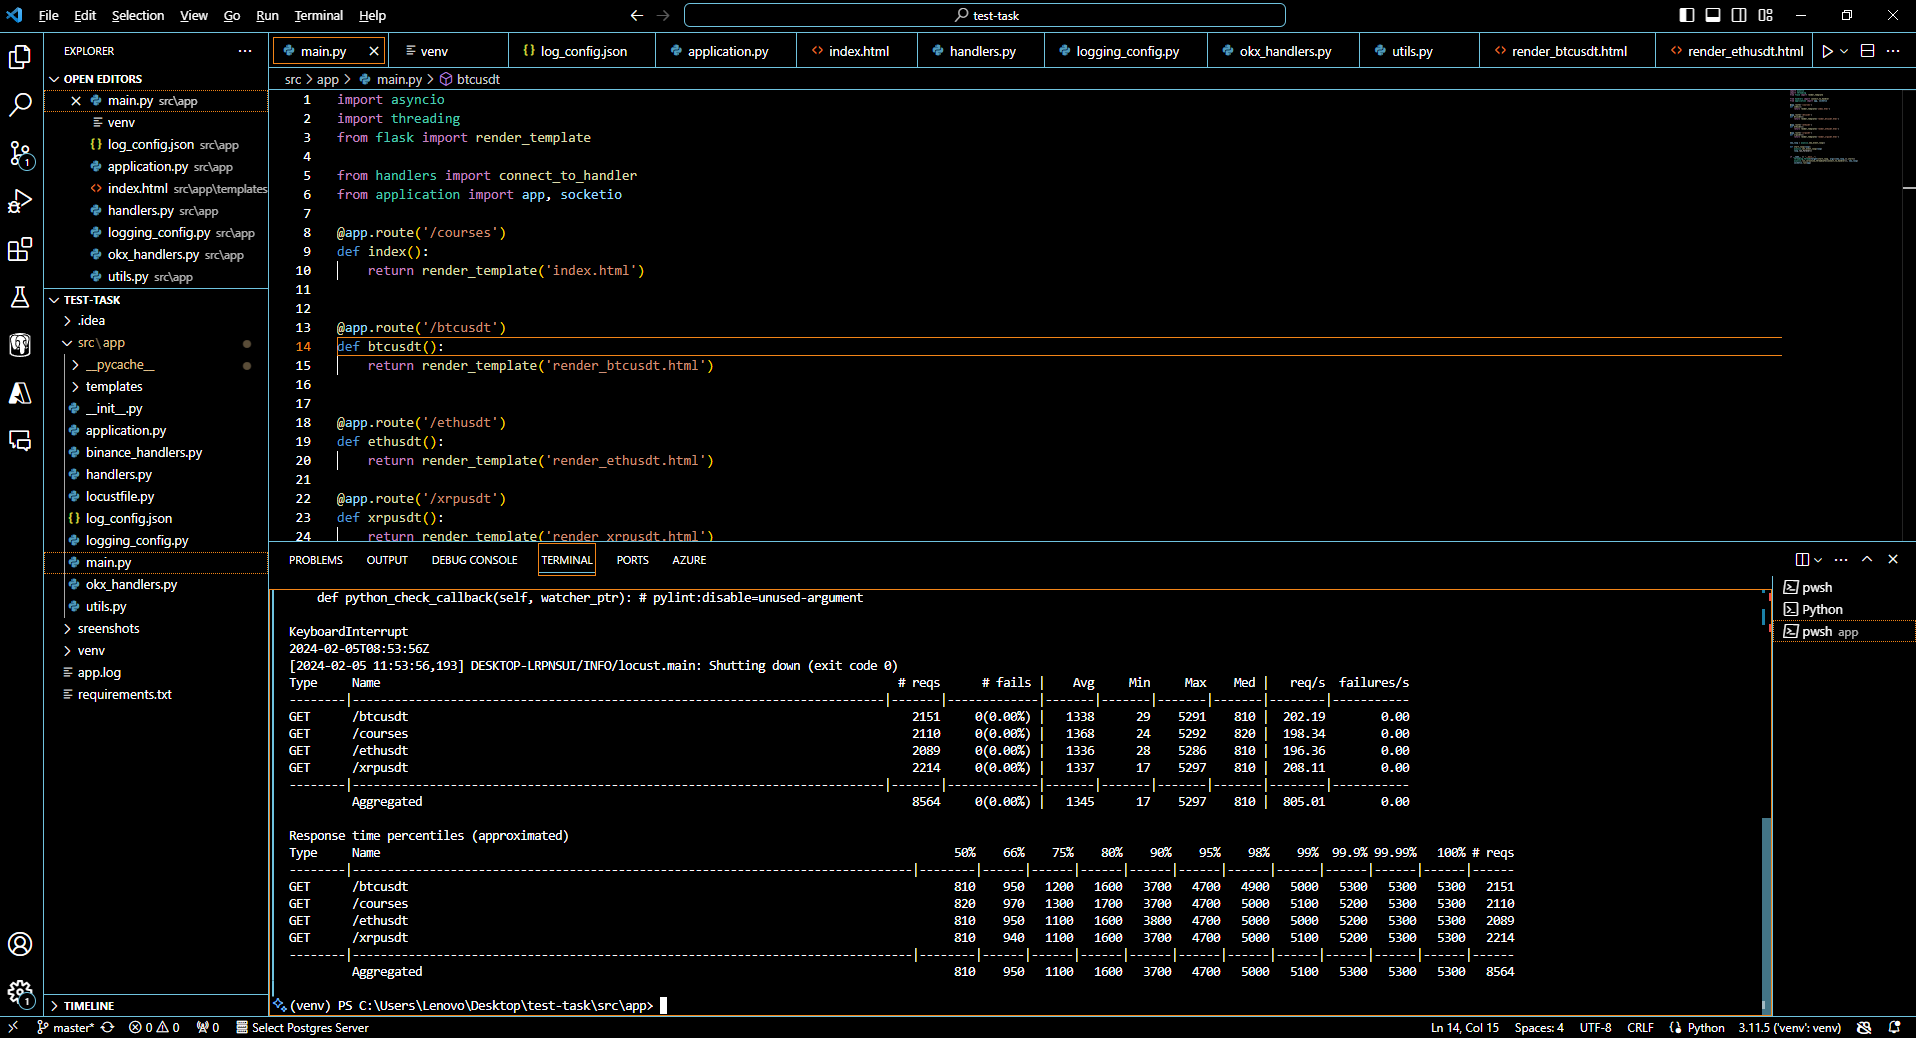 File Edit Selection View Go Run Terminal Help
test-task
EXPLORER
OPEN EDITORS
main.py src\app
venv
{} log_config.json src\app
application.py src\app
<> index.html src\app\templates
handlers.py src\app
logging_config.py src\app
okx_handlers.py src\app
utils.py src\app
TEST-TASK
.idea
src\app
__pycache__
templates
__init__.py
application.py
binance_handlers.py
handlers.py
locustfile.py
{} log_config.json
logging_config.py
main.py
okx_handlers.py
utils.py
sreenshots
venv
app.log
requirements.txt
TIMELINE
main.py venv {} log_config.json application.py <> index.html handlers.py logging_config.py okx_handlers.py utils.py <> render_btcusdt.html <> render_ethusdt.html
src > app > main.py > btcusdt
1 import asyncio
2 import threading
3 from flask import render_template
4
5 from handlers import connect_to_handler
6 from application import app, socketio
7
8 @app.route('/courses')
9 def index():
10 return render_template('index.html')
11
12
13 @app.route('/btcusdt')
14 def btcusdt():
15 return render_template('render_btcusdt.html')
16
17
18 @app.route('/ethusdt')
19 def ethusdt():
20 return render_template('render_ethusdt.html')
21
22 @app.route('/xrpusdt')
23 def xrpusdt():
24 return render_template('render_xrpusdt.html')
PROBLEMS OUTPUT DEBUG CONSOLE TERMINAL PORTS AZURE
pwsh
Python
pwsh app
def python_check_callback(self, watcher_ptr): # pylint:disable=unused-argument
KeyboardInterrupt
2024-02-05T08:53:56Z
[2024-02-05 11:53:56,193] DESKTOP-LRPNSUI/INFO/locust.main: Shutting down (exit code 0)
Type Name # reqs # fails | Avg Min Max Med | req/s failures/s
GET /btcusdt 2151 0(0.00%) | 1338 29 5291 810 | 202.19 0.00
GET /courses 2110 0(0.00%) | 1368 24 5292 820 | 198.34 0.00
GET /ethusdt 2089 0(0.00%) | 1336 28 5286 810 | 196.36 0.00
GET /xrpusdt 2214 0(0.00%) | 1337 17 5297 810 | 208.11 0.00
Aggregated 8564 0(0.00%) | 1345 17 5297 810 | 805.01 0.00
Response time percentiles (approximated)
Type Name 50% 66% 75% 80% 90% 95% 98% 99% 99.9% 99.99% 100% # reqs
GET /btcusdt 810 950 1200 1600 3700 4700 4900 5000 5300 5300 5300 2151
GET /courses 820 970 1300 1700 3700 4700 5000 5100 5200 5300 5300 2110
GET /ethusdt 810 950 1100 1600 3800 4700 5000 5000 5200 5300 5300 2089
GET /xrpusdt 810 940 1100 1600 3700 4700 5000 5100 5200 5300 5300 2214
Aggregated 810 950 1100 1600 3700 4700 5000 5100 5300 5300 5300 8564
(venv) PS C:\Users\Lenovo\Desktop\test-task\src\app>
master* 0 0 0 Select Postgres Server Ln 14, Col 15 Spaces: 4 UTF-8 CRLF Python 3.11.5 ('venv': venv)